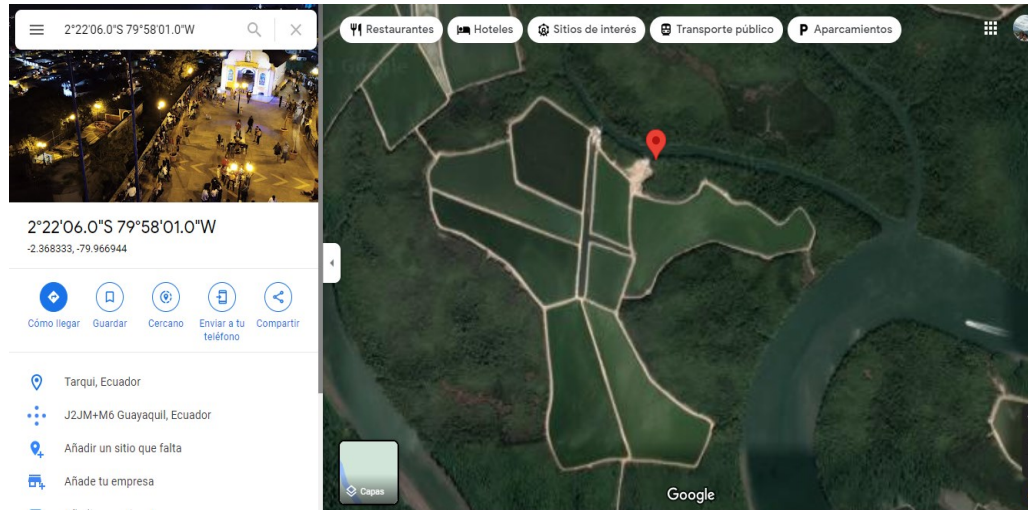 2°22'06.0"S 79°58'01.0"W
Restaurantes
Hoteles
Sitios de interés
Transporte público
Aparcamientos
2°22'06.0"S 79°58'01.0"W
-2.368333, -79.966944
Cómo llegar
Guardar
Cercano
Enviar a tu
teléfono
Compartir
Tarqui, Ecuador
J2JM+M6 Guayaquil, Ecuador
Añadir un sitio que falta
Añade tu empresa
Capas
Google